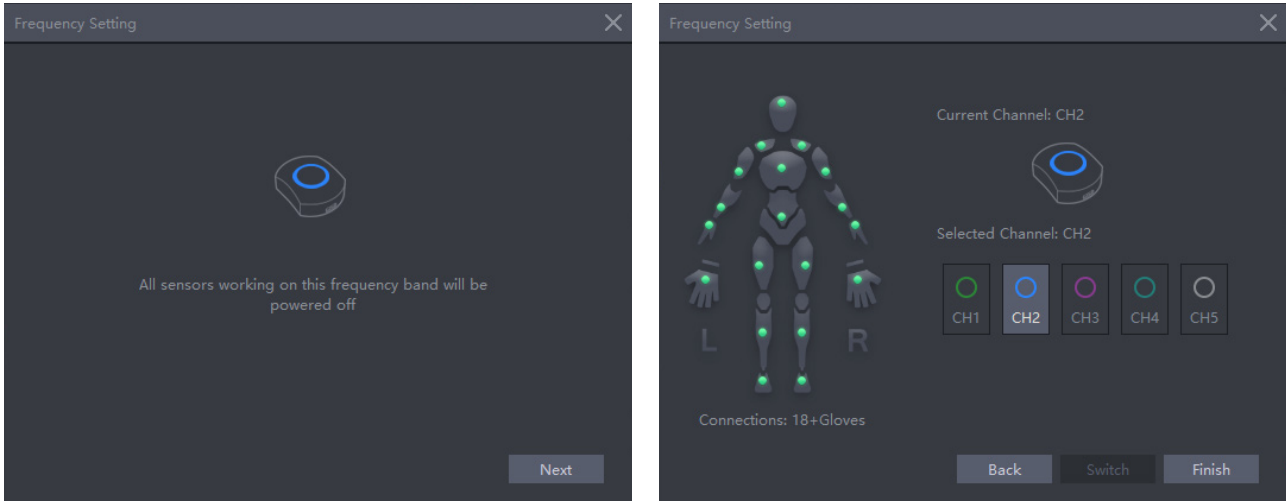 Frequency Setting
All sensors working on this frequency band will be
powered off
Next
Frequency Setting
Current Channel: CH2
Selected Channel: CH2
CH1 CH2 CH3 CH4 CH5
L R
Connections: 18+Gloves
Back Switch Finish